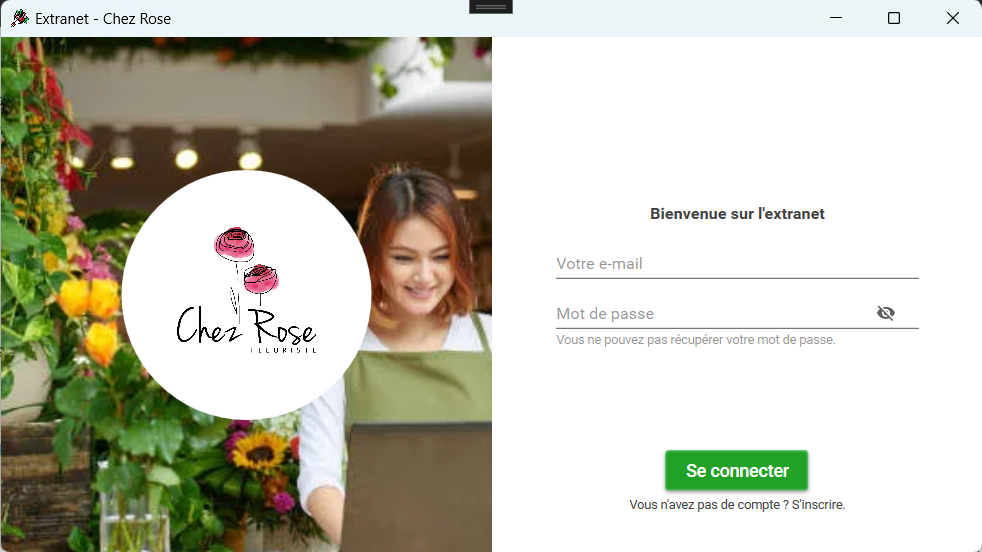 Extranet - Chez Rose
Chez Rose
FLEURISTE
Bienvenue sur l'extranet
Votre e-mail
Mot de passe
Vous ne pouvez pas récupérer votre mot de passe.
Se connecter
Vous n'avez pas de compte ? S'inscrire.